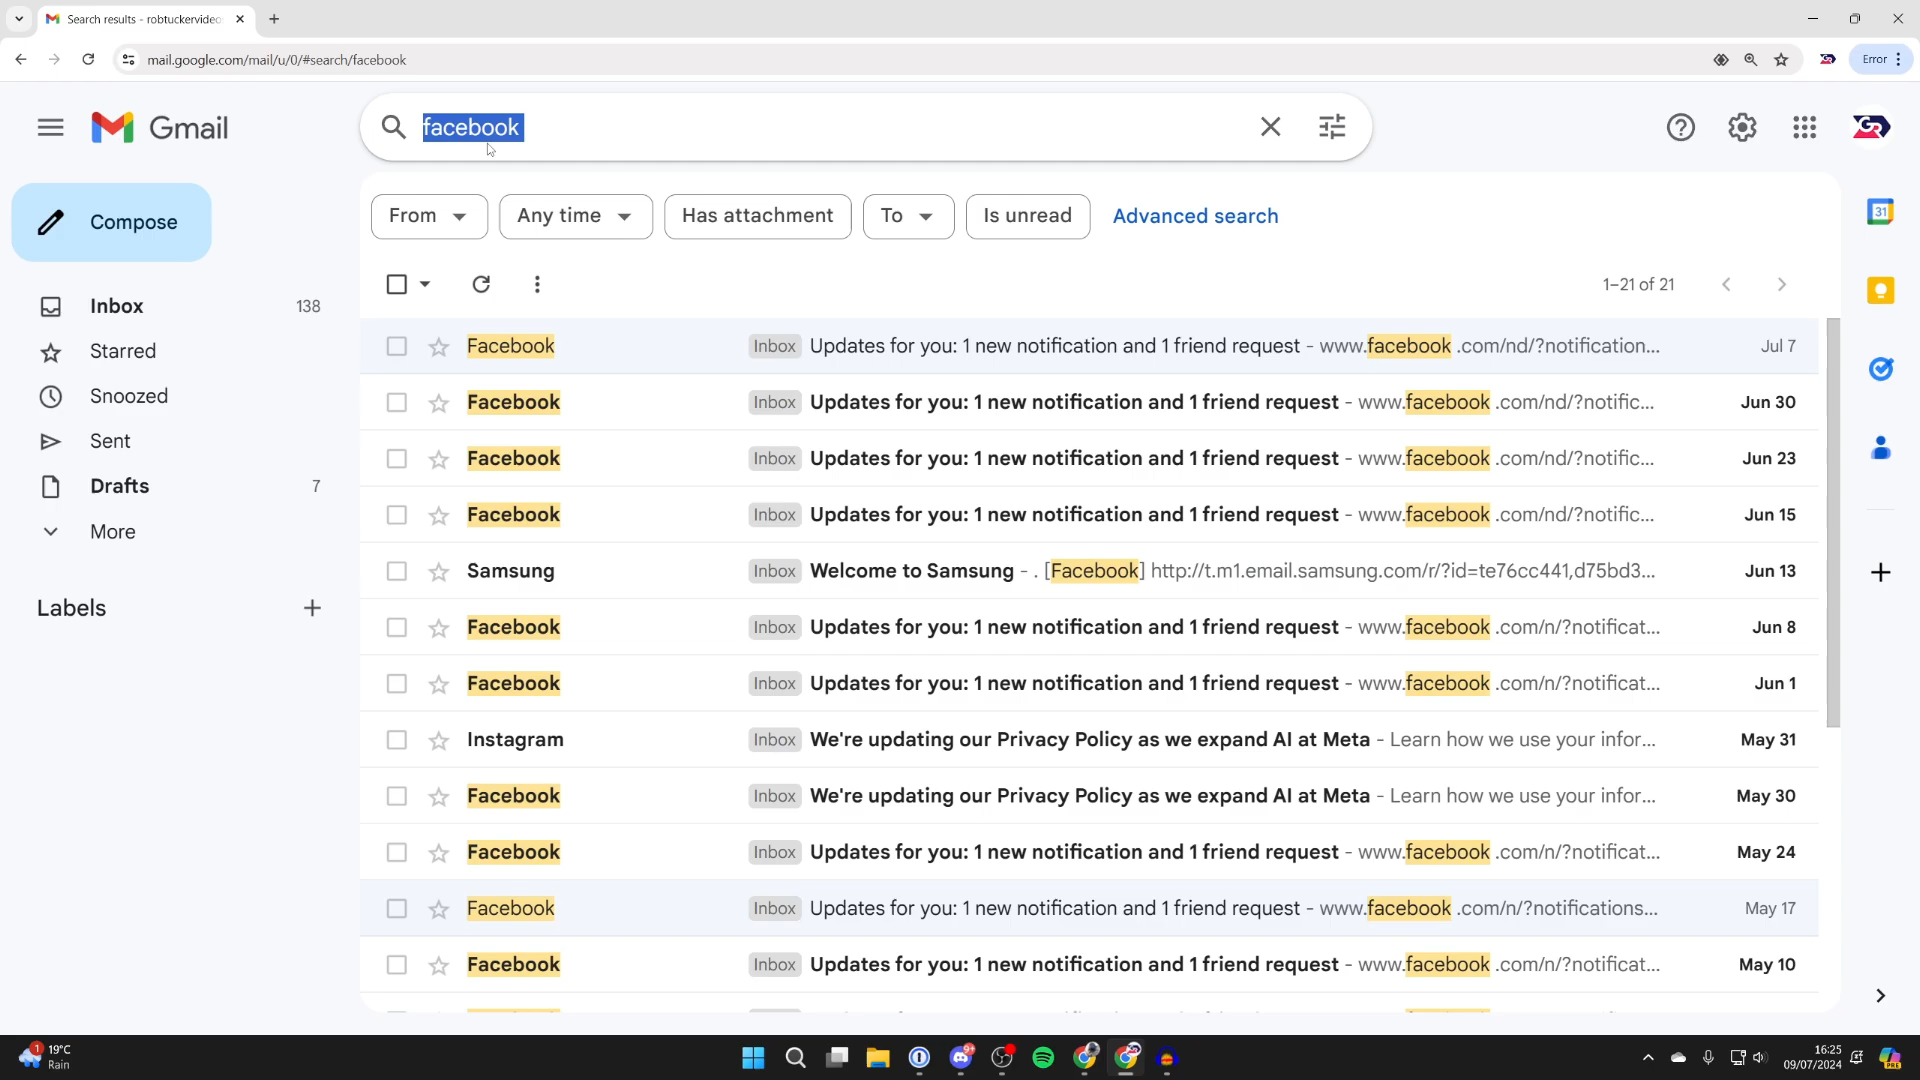 Search results - robtuckervideo
mail.google.com/mail/u/0/#search/facebook
Error
Gmail
facebook
Compose
Inbox 138
Starred
Snoozed
Sent
Drafts 7
More
Labels
From
Any time
Has attachment
To
Is unread
Advanced search
1–21 of 21
Facebook Inbox Updates for you: 1 new notification and 1 friend request - www.facebook .com/nd/?notification... Jul 7
Facebook Inbox Updates for you: 1 new notification and 1 friend request - www.facebook .com/nd/?notific... Jun 30
Facebook Inbox Updates for you: 1 new notification and 1 friend request - www.facebook .com/nd/?notific... Jun 23
Facebook Inbox Updates for you: 1 new notification and 1 friend request - www.facebook .com/nd/?notific... Jun 15
Samsung Inbox Welcome to Samsung - . [Facebook] http://t.m1.email.samsung.com/r/?id=te76cc441,d75bd3... Jun 13
Facebook Inbox Updates for you: 1 new notification and 1 friend request - www.facebook .com/n/?notificat... Jun 8
Facebook Inbox Updates for you: 1 new notification and 1 friend request - www.facebook .com/n/?notificat... Jun 1
Instagram Inbox We're updating our Privacy Policy as we expand AI at Meta - Learn how we use your infor... May 31
Facebook Inbox We're updating our Privacy Policy as we expand AI at Meta - Learn how we use your infor... May 30
Facebook Inbox Updates for you: 1 new notification and 1 friend request - www.facebook .com/n/?notificat... May 24
Facebook Inbox Updates for you: 1 new notification and 1 friend request - www.facebook .com/n/?notifications... May 17
Facebook Inbox Updates for you: 1 new notification and 1 friend request - www.facebook .com/n/?notificat... May 10
31
1 19°C
Rain
9+
16:25
09/07/2024
PRE